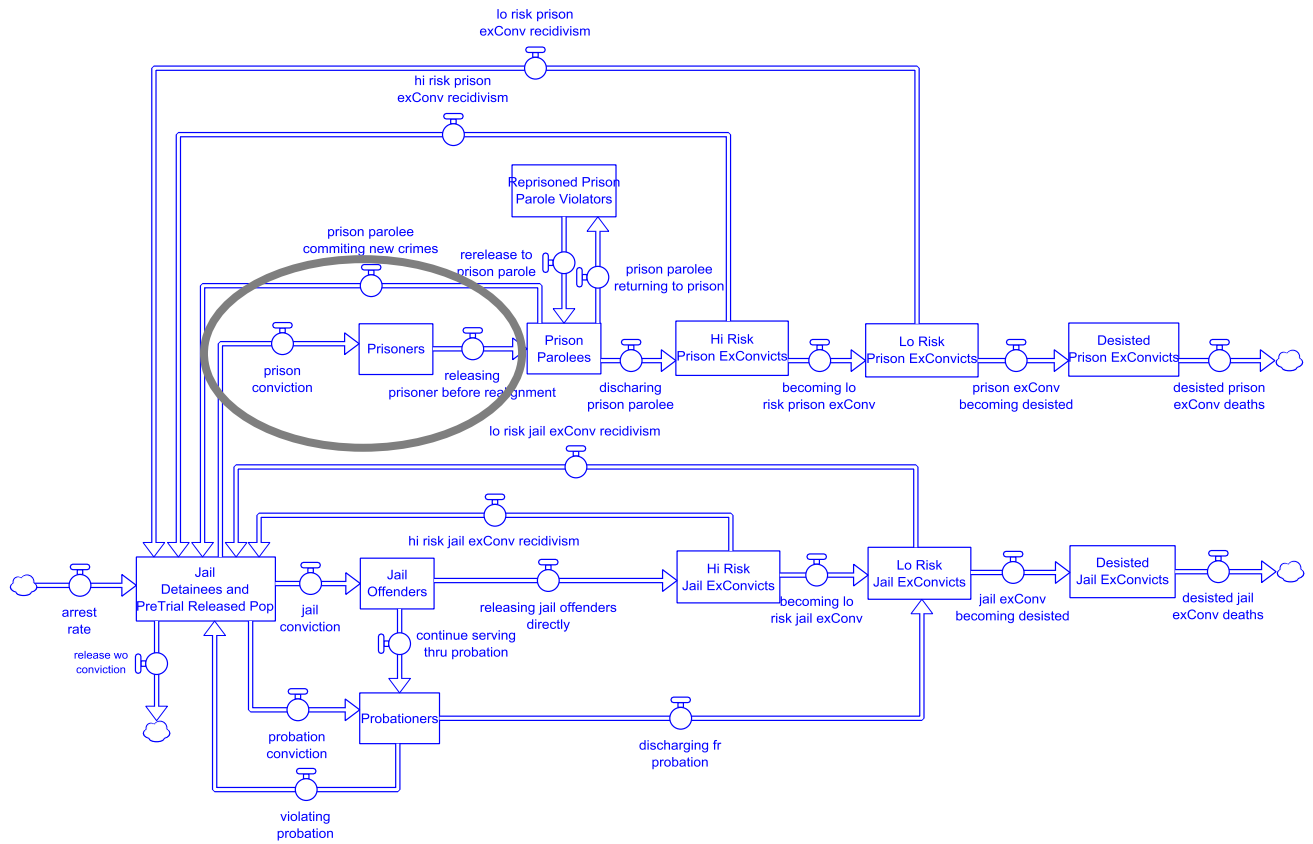 lo risk prison
exConv recidivism
hi risk prison
exConv recidivism
Reprisoned Prison
Parole Violators
prison parolee
commiting new crimes
rerelease to
prison parole
prison parolee
returning to prison
Prisoners
prison
conviction
releasing
prisoner before realignment
Prison
Parolees
discharing
prison parolee
Hi Risk
Prison ExConvicts
becoming lo
risk prison exConv
Lo Risk
Prison ExConvicts
prison exConv
becoming desisted
Desisted
Prison ExConvicts
desisted prison
exConv deaths
lo risk jail exConv recidivism
hi risk jail exConv recidivism
arrest
rate
Jail
Detainees and
PreTrial Released Pop
jail
conviction
Jail
Offenders
releasing jail offenders
directly
Hi Risk
Jail ExConvicts
becoming lo
risk jail exConv
Lo Risk
Jail ExConvicts
jail exConv
becoming desisted
Desisted
Jail ExConvicts
desisted jail
exConv deaths
release wo
conviction
continue serving
thru probation
Probationers
probation
conviction
discharging fr
probation
violating
probation